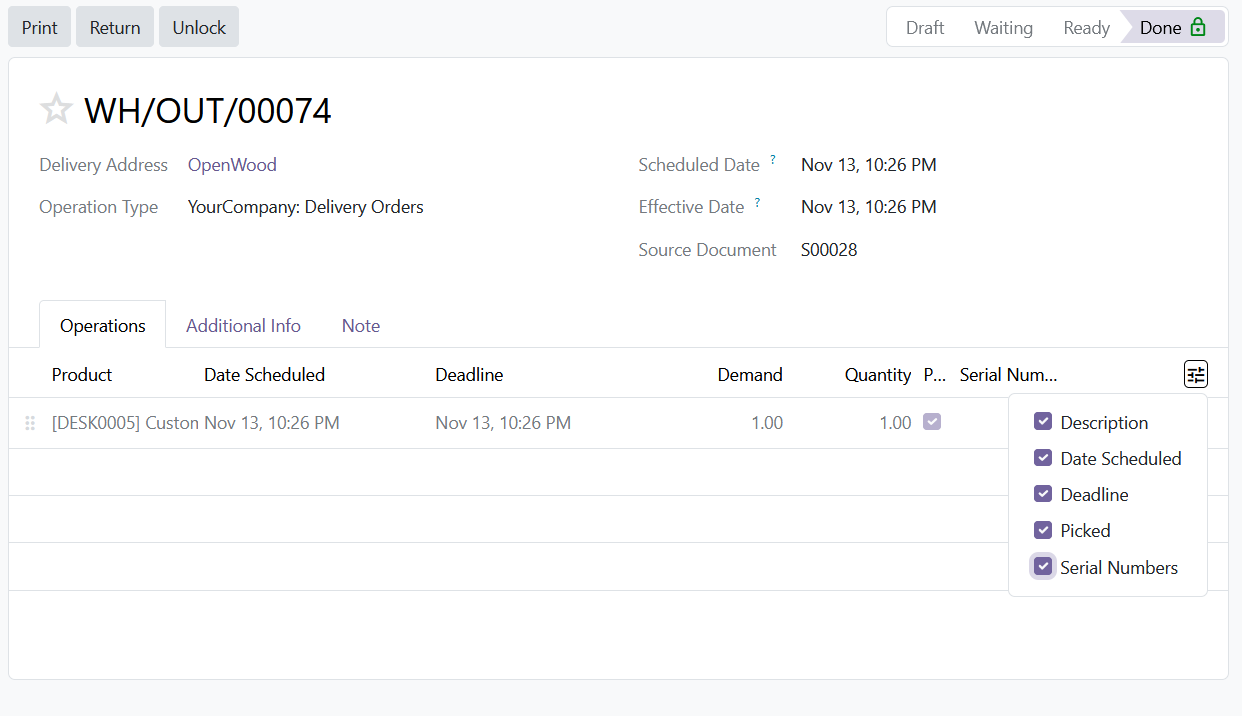 Print Return Unlock Draft Waiting Ready Done
WH/OUT/00074
Delivery Address OpenWood Scheduled Date ? Nov 13, 10:26 PM
Operation Type YourCompany: Delivery Orders Effective Date ? Nov 13, 10:26 PM
Source Document S00028
Operations Additional Info Note
Product Date Scheduled Deadline Demand Quantity P... Serial Num...
[DESK0005] Custon Nov 13, 10:26 PM Nov 13, 10:26 PM 1.00 1.00
Description
Date Scheduled
Deadline
Picked
Serial Numbers